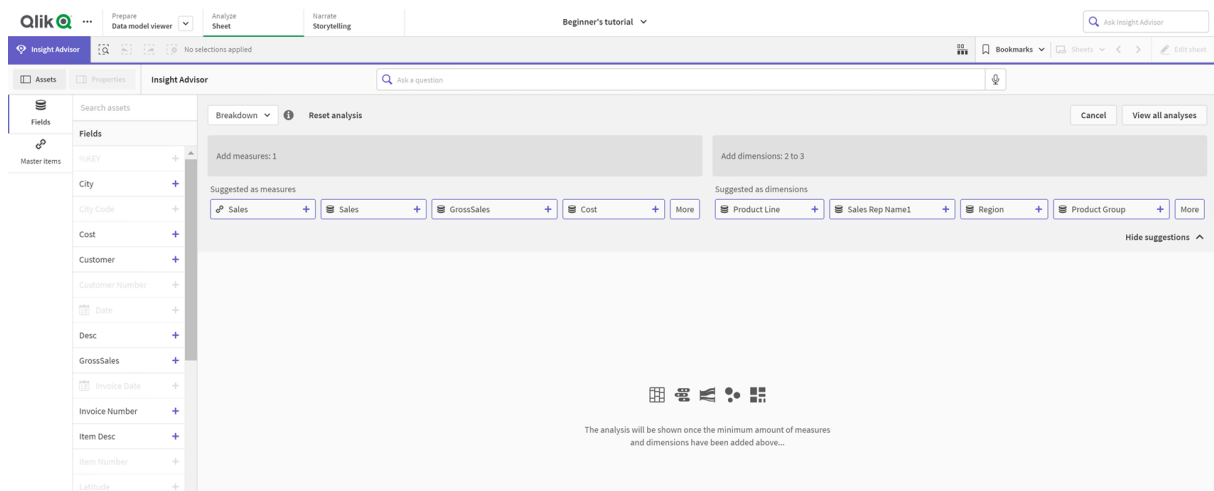 Qlik
Prepare
Data model viewer
Analyze
Sheet
Narrate
Storytelling
Beginner's tutorial
Ask Insight Advisor
Insight Advisor
No selections applied
Bookmarks
Sheets
Edit sheet
Assets
Properties
Insight Advisor
Ask a question
Fields
Master items
Search assets
Fields
%KEY
City
City Code
Cost
Customer
Customer Number
Date
Desc
GrossSales
Invoice Date
Invoice Number
Item Desc
Item Number
Latitude
Breakdown
Reset analysis
Cancel
View all analyses
Add measures: 1
Add dimensions: 2 to 3
Suggested as measures
Sales
Sales
GrossSales
Cost
More
Suggested as dimensions
Product Line
Sales Rep Name1
Region
Product Group
More
Hide suggestions
The analysis will be shown once the minimum amount of measures
and dimensions have been added above...